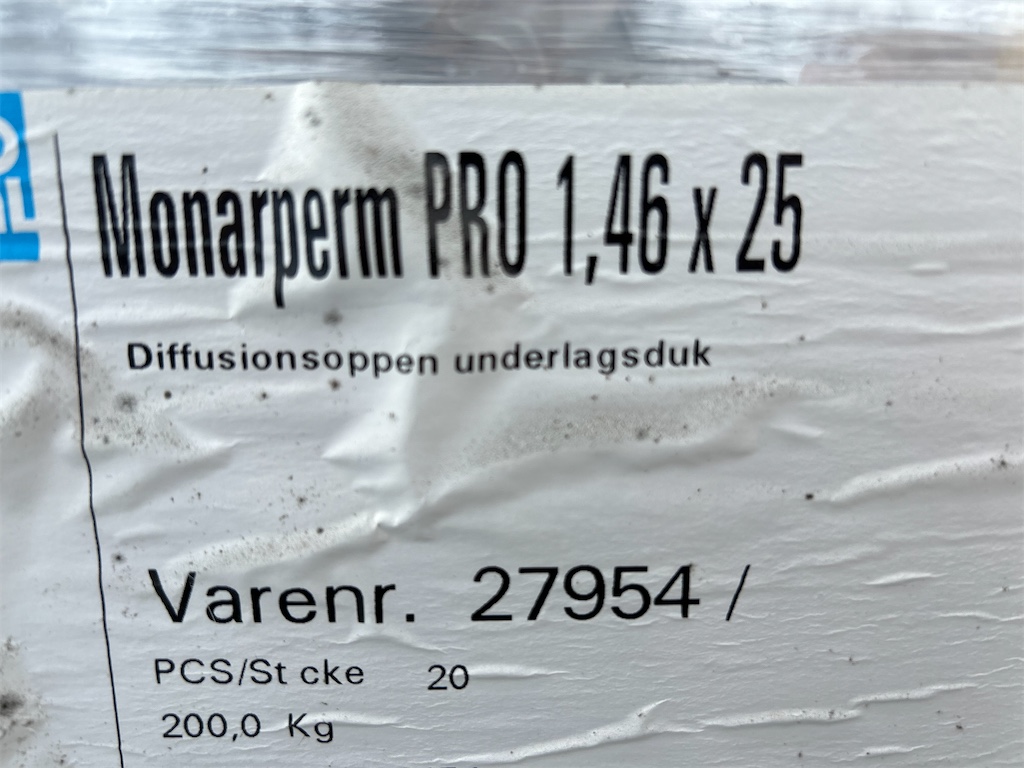 Monarperm PRO 1,46 x 25
Diffusionsoppen underlagsduk
Varenr. 27954 /
PCS/St cke 20
200,0 Kg